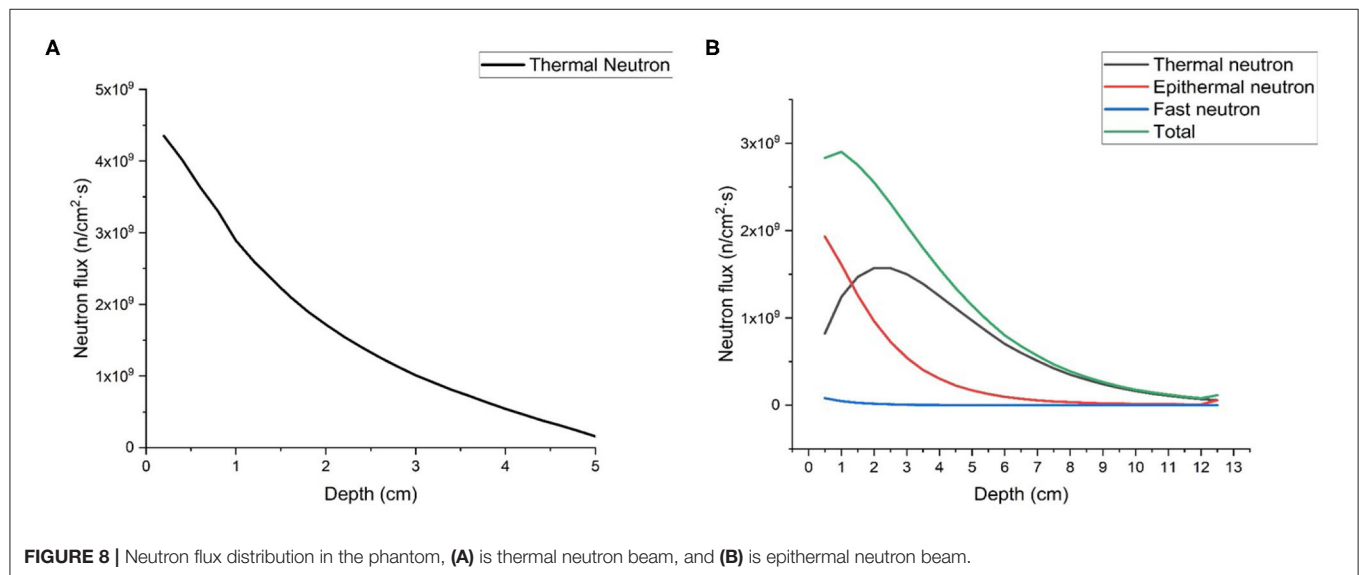 A
Thermal Neutron
5x10⁹
4x10⁹
3x10⁹
2x10⁹
1x10⁹
0
Neutron flux (n/cm²·s)
0 1 2 3 4 5
Depth (cm)
B
Thermal neutron
Epithermal neutron
Fast neutron
Total
3x10⁹
2x10⁹
1x10⁹
0
Neutron flux (n/cm²·s)
0 1 2 3 4 5 6 7 8 9 10 11 12 13
Depth (cm)
FIGURE 8 | Neutron flux distribution in the phantom, (A) is thermal neutron beam, and (B) is epithermal neutron beam.